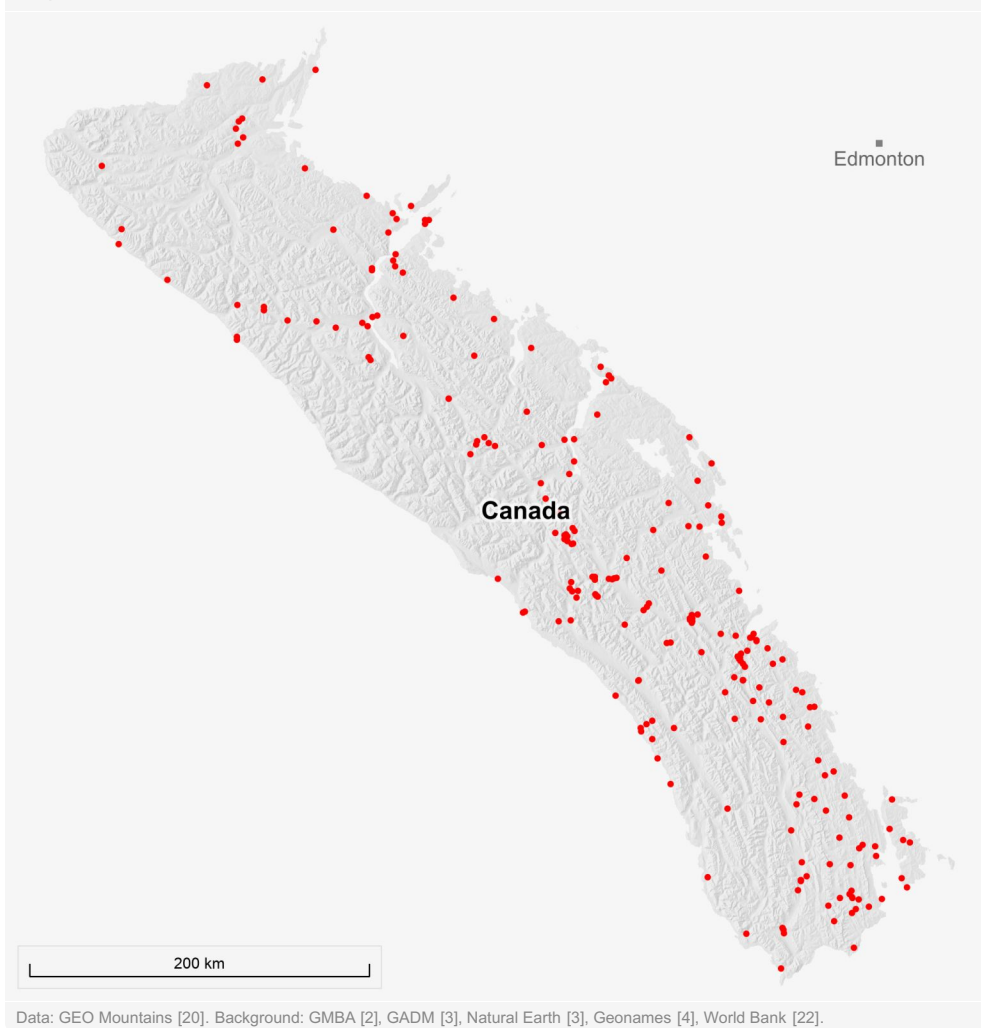 Edmonton
Canada
200 km
Data: GEO Mountains [20]. Background: GMBA [2], GADM [3], Natural Earth [3], Geonames [4], World Bank [22].